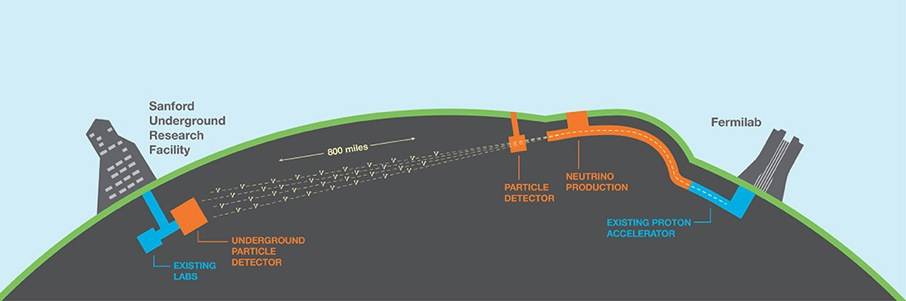 Sanford
Underground
Research
Facility
800 miles
Fermilab
PARTICLE
DETECTOR
NEUTRINO
PRODUCTION
EXISTING PROTON
ACCELERATOR
UNDERGROUND
PARTICLE
DETECTOR
EXISTING
LABS